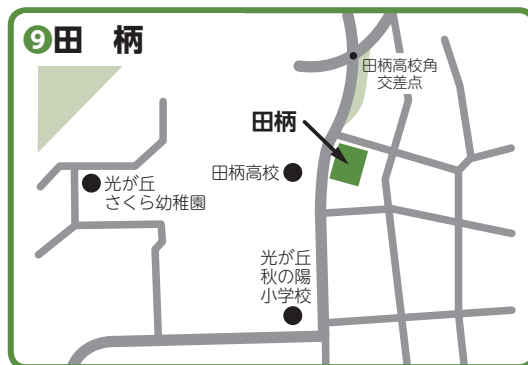 ❾田 柄
田柄高校角
交差点
田柄
田柄高校
光が丘
さくら幼稚園
光が丘
秋の陽
小学校